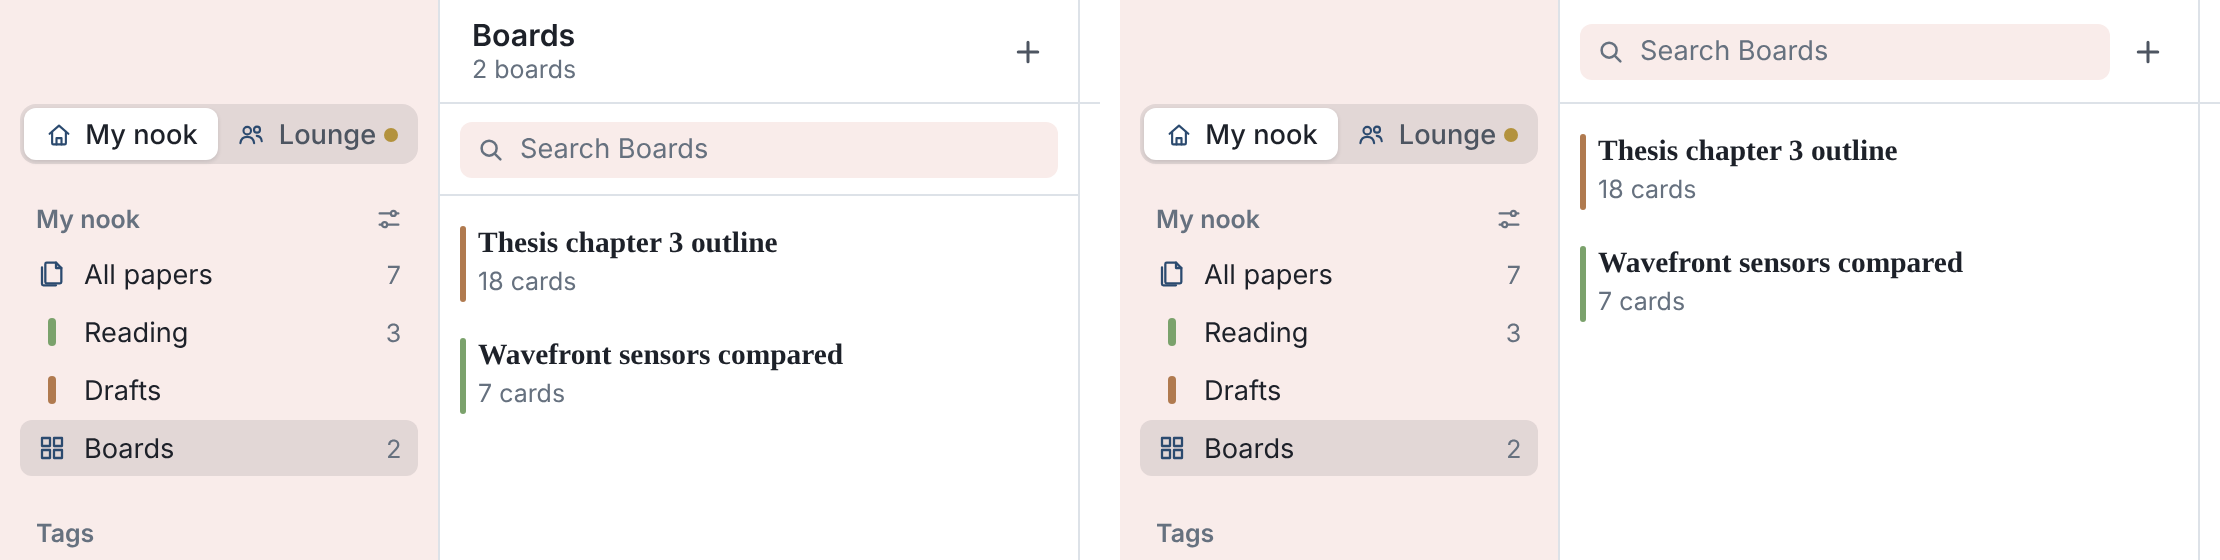 My nook
Lounge
My nook
All papers 7
Reading 3
Drafts
Boards 2
Tags
Boards
2 boards
Search Boards
Thesis chapter 3 outline
18 cards
Wavefront sensors compared
7 cards
My nook
Lounge
My nook
All papers 7
Reading 3
Drafts
Boards 2
Tags
Search Boards
Thesis chapter 3 outline
18 cards
Wavefront sensors compared
7 cards